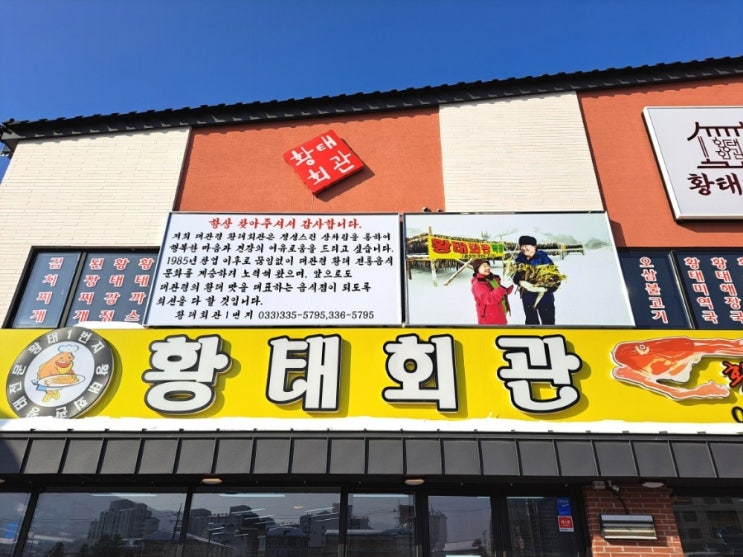 황태
회관
황태
항상 찾아주셔서 감사합니다.
저희 대관령 황태회관은 정성스런 상차림을 통하여
행복한 마음과 건강의 이유로움을 드리고 싶습니다.
1985년 창업 이후로 끊임없이 대관령 황태 전통음식
문화를 계승하려 노력해 왔으며, 앞으로도
대관령의 황태 맛을 대표하는 음식점이 되도록
최선을 다 할 것입니다.
황태회관1번지 033)335-5795,336-5795
황태회관
김치찌개
된장찌개
황태찜
오삼불고기
황태미역국
황태해장국
황태회관